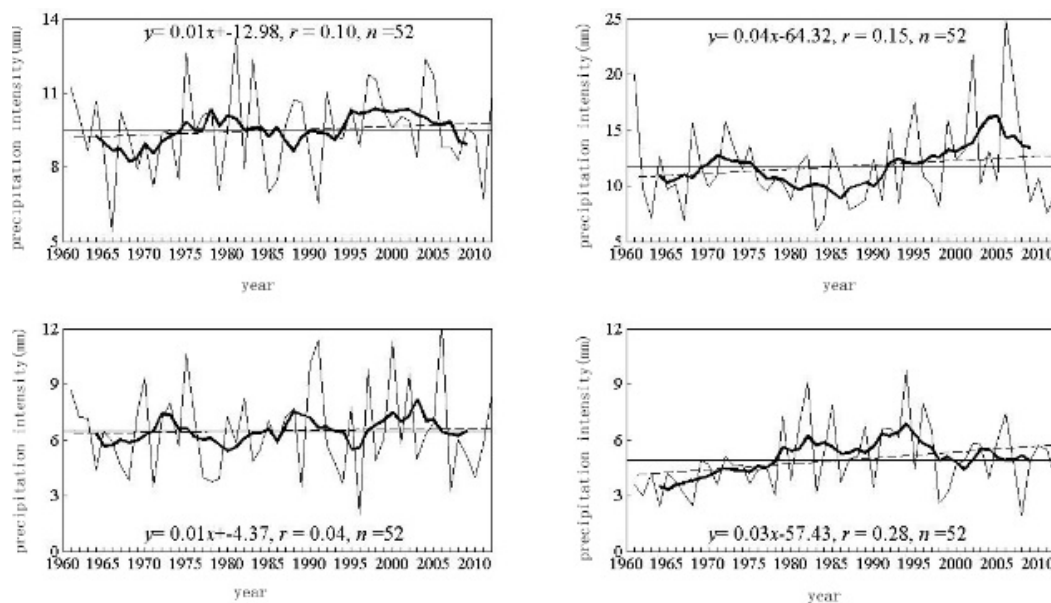 y= 0.01x+-12.98, r = 0.10, n =52
precipitation intensity(mm)
14
11
9
8
5
1960 1965 1970 1975 1980 1985 1990 1995 2000 2005 2010
year
y= 0.04x-64.32, r = 0.15, n =52
precipitation intensity(mm)
25
20
15
10
5
1960 1965 1970 1975 1980 1985 1990 1995 2000 2005 2010
year
y= 0.01x+-4.37, r = 0.04, n =52
precipitation intensity(mm)
12
9
6
3
0
1960 1965 1970 1975 1980 1985 1990 1995 2000 2005 2010
year
y= 0.03x-57.43, r = 0.28, n =52
precipitation intensity(mm)
12
9
6
3
0
1960 1965 1970 1975 1980 1985 1990 1995 2000 2005 2010
year